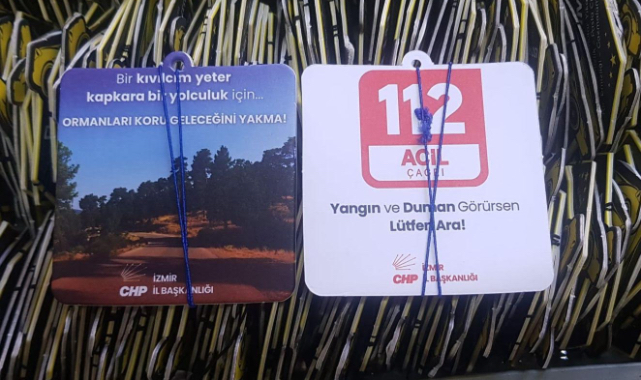 Bir kıvılcım yeter
kapkara bir yolculuk için...
ORMANLARI KORU GELECEĞİNİ YAKMA!
CHP
İZMİR
İL BAŞKANLIĞI
112
ACİL
ÇAĞRI
Yangın ve Duman Görürsen
Lütfen Ara!
CHP
İZMİR
İL BAŞKANLIĞI